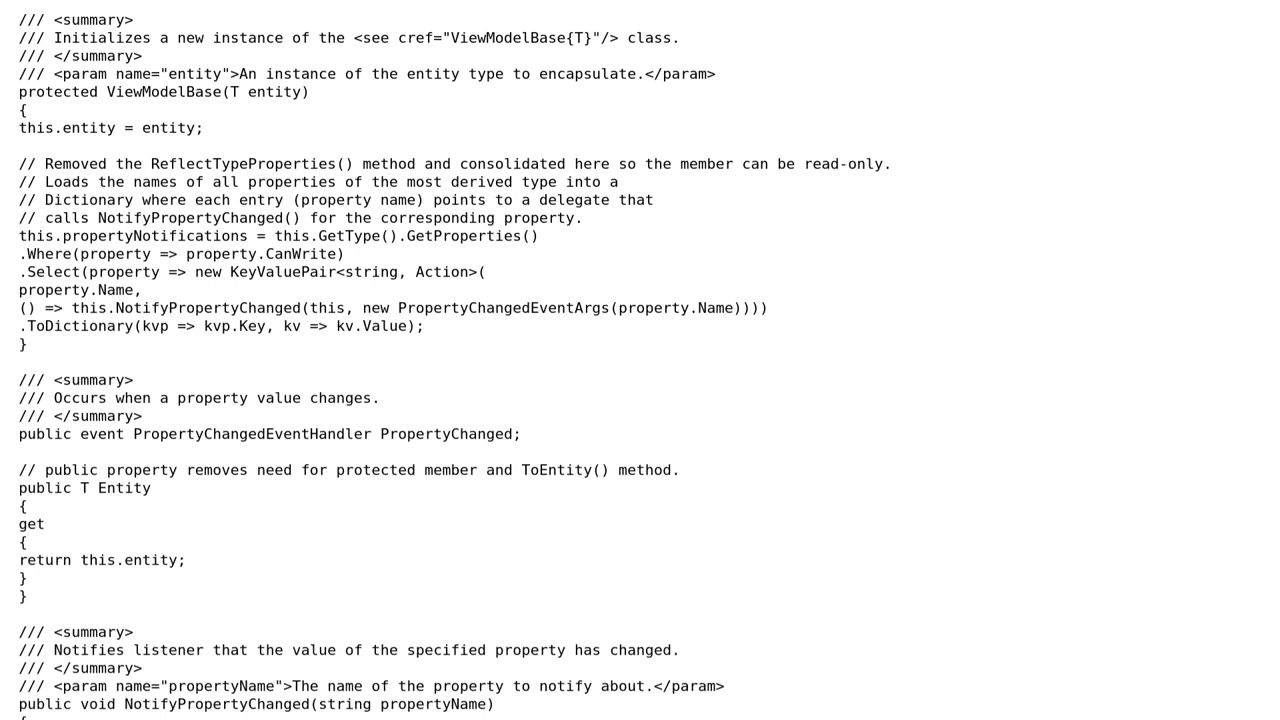 /// <summary>
/// Initializes a new instance of the <see cref="ViewModelBase{T}"/> class.
/// </summary>
/// <param name="entity">An instance of the entity type to encapsulate.</param>
protected ViewModelBase(T entity)
{
this.entity = entity;

// Removed the ReflectTypeProperties() method and consolidated here so the member can be read-only.
// Loads the names of all properties of the most derived type into a
// Dictionary where each entry (property name) points to a delegate that
// calls NotifyPropertyChanged() for the corresponding property.
this.propertyNotifications = this.GetType().GetProperties()
.Where(property => property.CanWrite)
.Select(property => new KeyValuePair<string, Action>(
property.Name,
() => this.NotifyPropertyChanged(this, new PropertyChangedEventArgs(property.Name))))
.ToDictionary(kvp => kvp.Key, kv => kv.Value);
}

/// <summary>
/// Occurs when a property value changes.
/// </summary>
public event PropertyChangedEventHandler PropertyChanged;

// public property removes need for protected member and ToEntity() method.
public T Entity
{
get
{
return this.entity;
}
}

/// <summary>
/// Notifies listener that the value of the specified property has changed.
/// </summary>
/// <param name="propertyName">The name of the property to notify about.</param>
public void NotifyPropertyChanged(string propertyName)
{